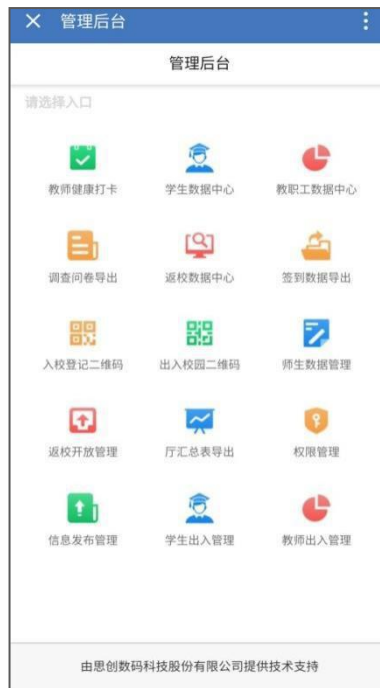 管理后台
管理后台
请选择入口
教师健康打卡 学生数据中心 教职工数据中心
调查问卷导出 返校数据中心 签到数据导出
入校登记二维码 出入校园二维码 师生数据管理
返校开放管理 厅汇总表导出 权限管理
信息发布管理 学生出入管理 教师出入管理
由思创数码科技股份有限公司提供技术支持